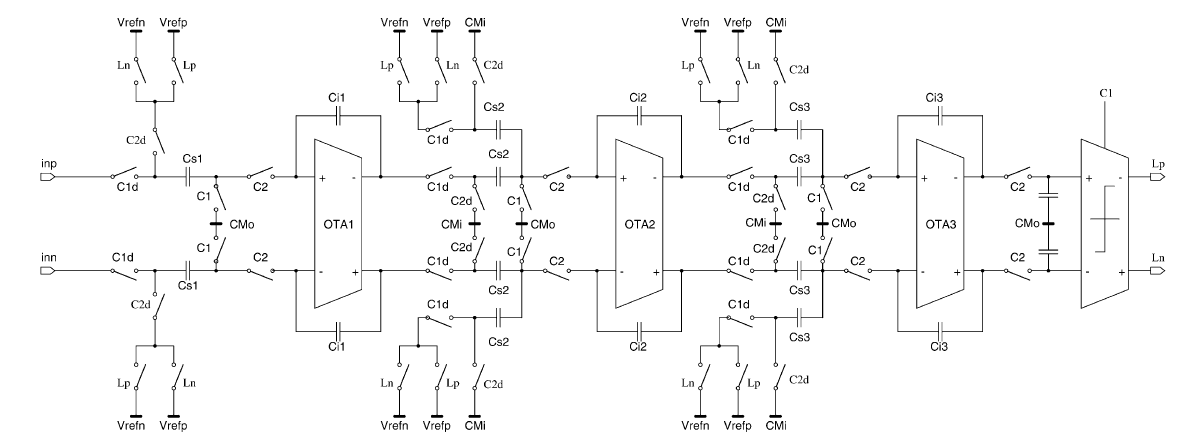 Vrefn Vrefp Vrefn Vrefp CMi Vrefn Vrefp CMi
Ln Lp Lp Ln C2d Lp Ln C2d
Ci1 Ci2 Ci3 C1
Cs2 Cs3
C2d C1d C1d
inp Cs1 Cs2 Cs3 Lp
C1d C2 + - C1d C2 + - C1d C2 + - C2 + -
C1 C2d C1 C2d C1
CMo OTA1 CMi CMo OTA2 CMi CMo OTA3 CMo
C1 C2d C1 C2d C1
inn C1d C2 C1d C2 C1d C2 C2 Ln
- + - + - + - +
Cs1 Cs2 Cs3
C2d C1d C1d
Cs2 Cs3
Ci1 Ci2 Ci3
Lp Ln Ln Lp C2d Ln Lp C2d
Vrefn Vrefp Vrefn Vrefp CMi Vrefn Vrefp CMi